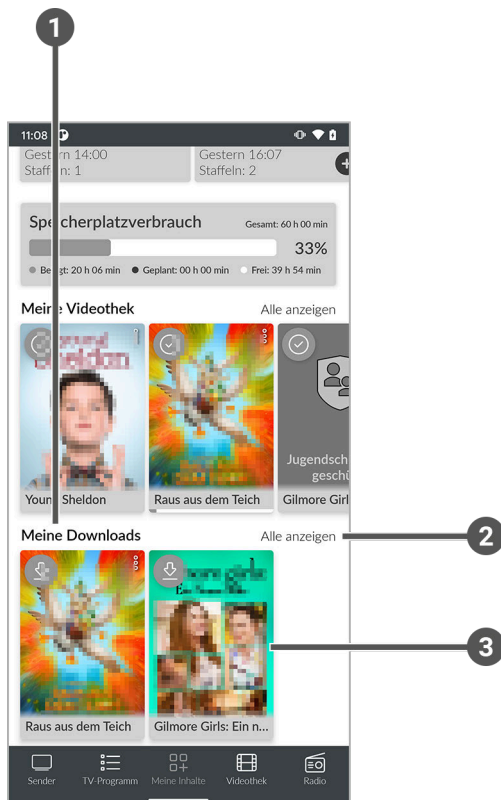 1
11:08
Gestern 14:00
Staffeln: 1
Gestern 16:07
Staffeln: 2
Speicherplatzverbrauch
Gesamt: 60 h 00 min
33%
Belegt: 20 h 06 min
Geplant: 00 h 00 min
Frei: 39 h 54 min
Meine Videothek
Alle anzeigen
Jugendsch
geschü
Young Sheldon
Raus aus dem Teich
Gilmore Girl
Meine Downloads
Alle anzeigen
2
3
Raus aus dem Teich
Gilmore Girls: Ein n...
Sender
TV-Programm
Meine Inhalte
Videothek
Radio